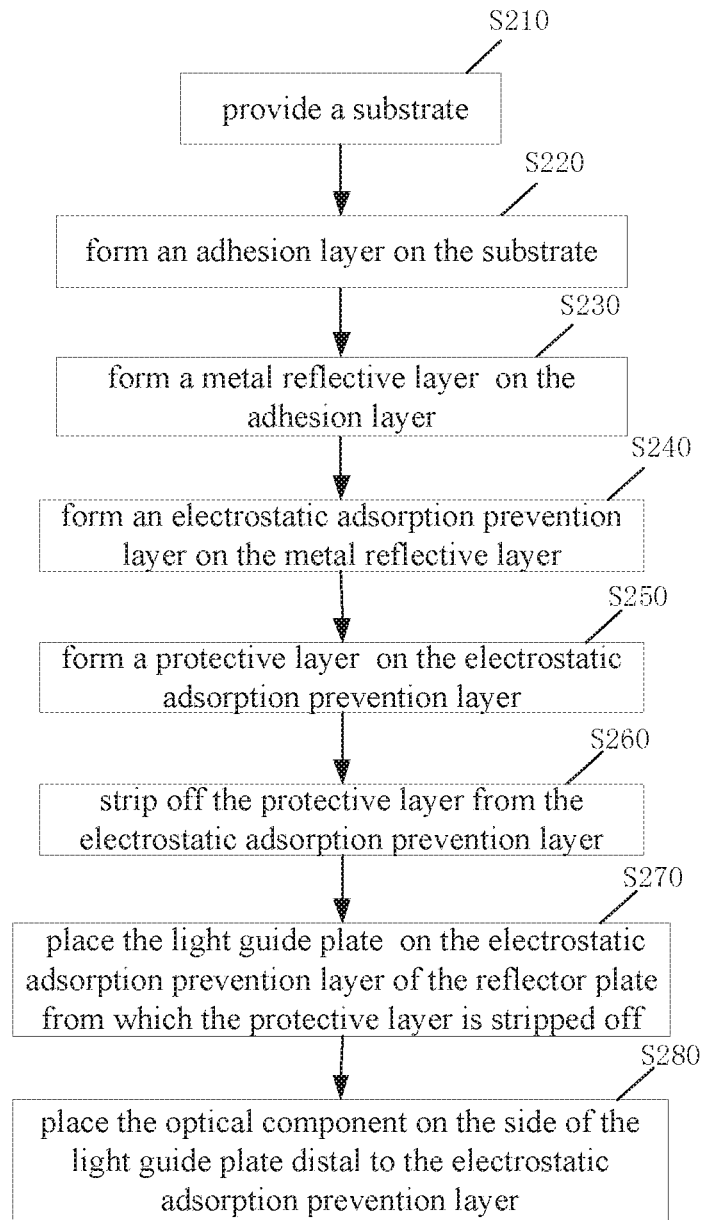 S210
provide a substrate
S220
form an adhesion layer on the substrate
S230
form a metal reflective layer on the
adhesion layer
S240
form an electrostatic adsorption prevention
layer on the metal reflective layer
S250
form a protective layer on the electrostatic
adsorption prevention layer
S260
strip off the protective layer from the
electrostatic adsorption prevention layer
S270
place the light guide plate on the electrostatic
adsorption prevention layer of the reflector plate
from which the protective layer is stripped off
S280
place the optical component on the side of the
light guide plate distal to the electrostatic
adsorption prevention layer